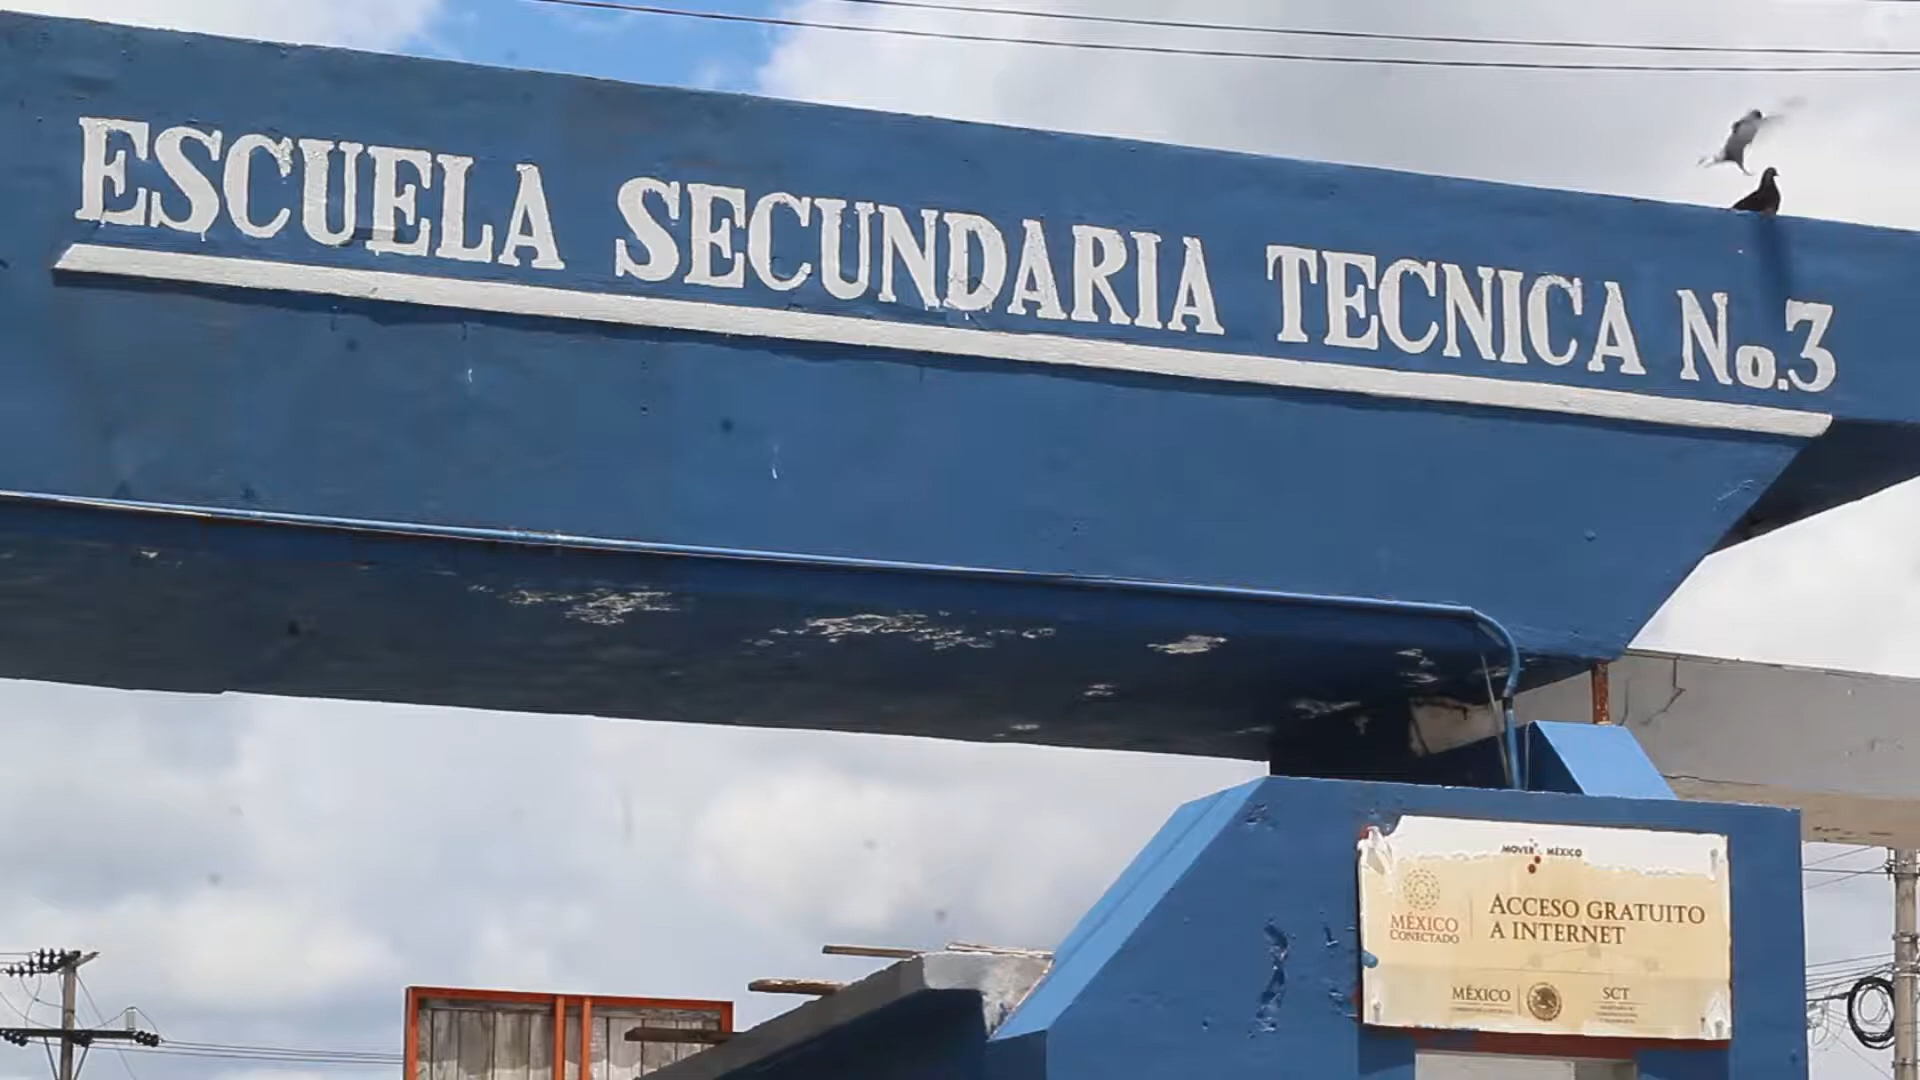 ESCUELA SECUNDARIA TECNICA No.3
MOVER MÉXICO
MÉXICO
CONECTADO
ACCESO GRATUITO
A INTERNET
MÉXICO
SCT